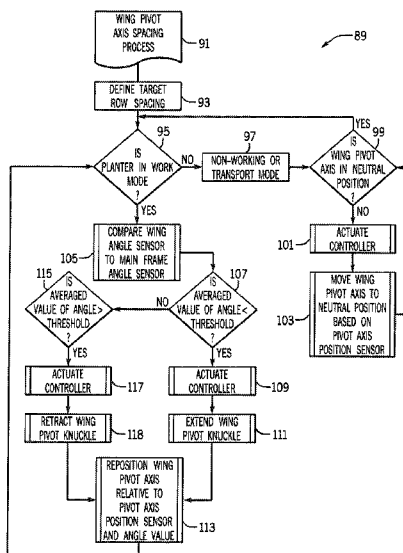 WING PIVOT
AXIS SPACING
PROCESS
91
89
DEFINE TARGET
ROW SPACING
93
95
IS
PLANTER IN WORK
MODE
?
NO
97
NON-WORKING OR
TRANSPORT MODE
YES
99
IS
WING PIVOT
AXIS IN NEUTRAL
POSITION
?
NO
YES
101
ACTUATE
CONTROLLER
103
MOVE WING
PIVOT AXIS TO
NEUTRAL POSITION
BASED ON
PIVOT AXIS
POSITION SENSOR
105
COMPARE WING
ANGLE SENSOR
TO MAIN FRAME
ANGLE SENSOR
115
IS
AVERAGED
VALUE OF ANGLE>
THRESHOLD
?
NO
107
IS
AVERAGED
VALUE OF ANGLE<
THRESHOLD
?
YES
YES
ACTUATE
CONTROLLER
117
ACTUATE
CONTROLLER
109
RETRACT WING
PIVOT KNUCKLE
118
EXTEND WING
PIVOT KNUCKLE
111
REPOSITION WING
PIVOT AXIS
RELATIVE TO
PIVOT AXIS
POSITION SENSOR
AND ANGLE VALUE
113